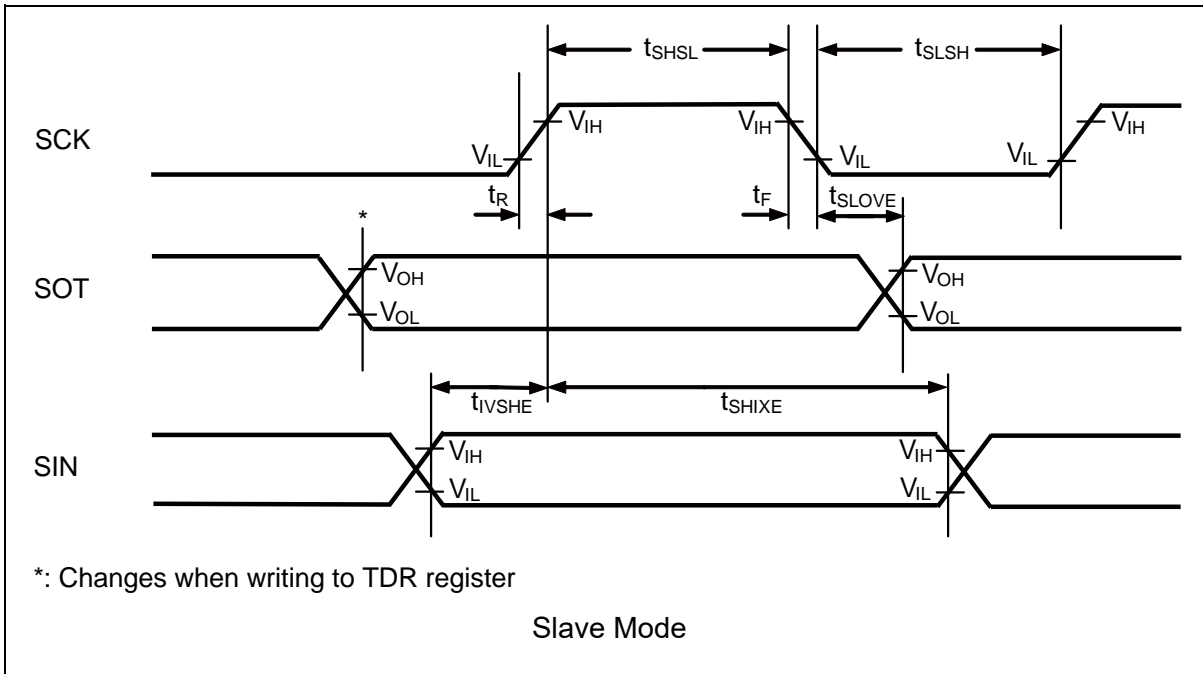 tSHSL tSLSH
SCK VIH VIH VIH
VIL VIL VIL
tR tF tSLOVE
*
SOT VOH VOH
VOL VOL
tIVSHE tSHIXE
SIN VIH VIH
VIL VIL
*: Changes when writing to TDR register
Slave Mode